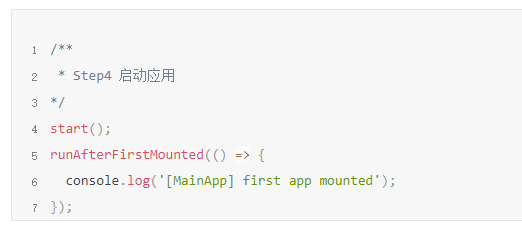 1 /**
2  * Step4 启动应用
3 */
4 start();
5 runAfterFirstMounted(() => {
6   console.log('[MainApp] first app mounted');
7 });